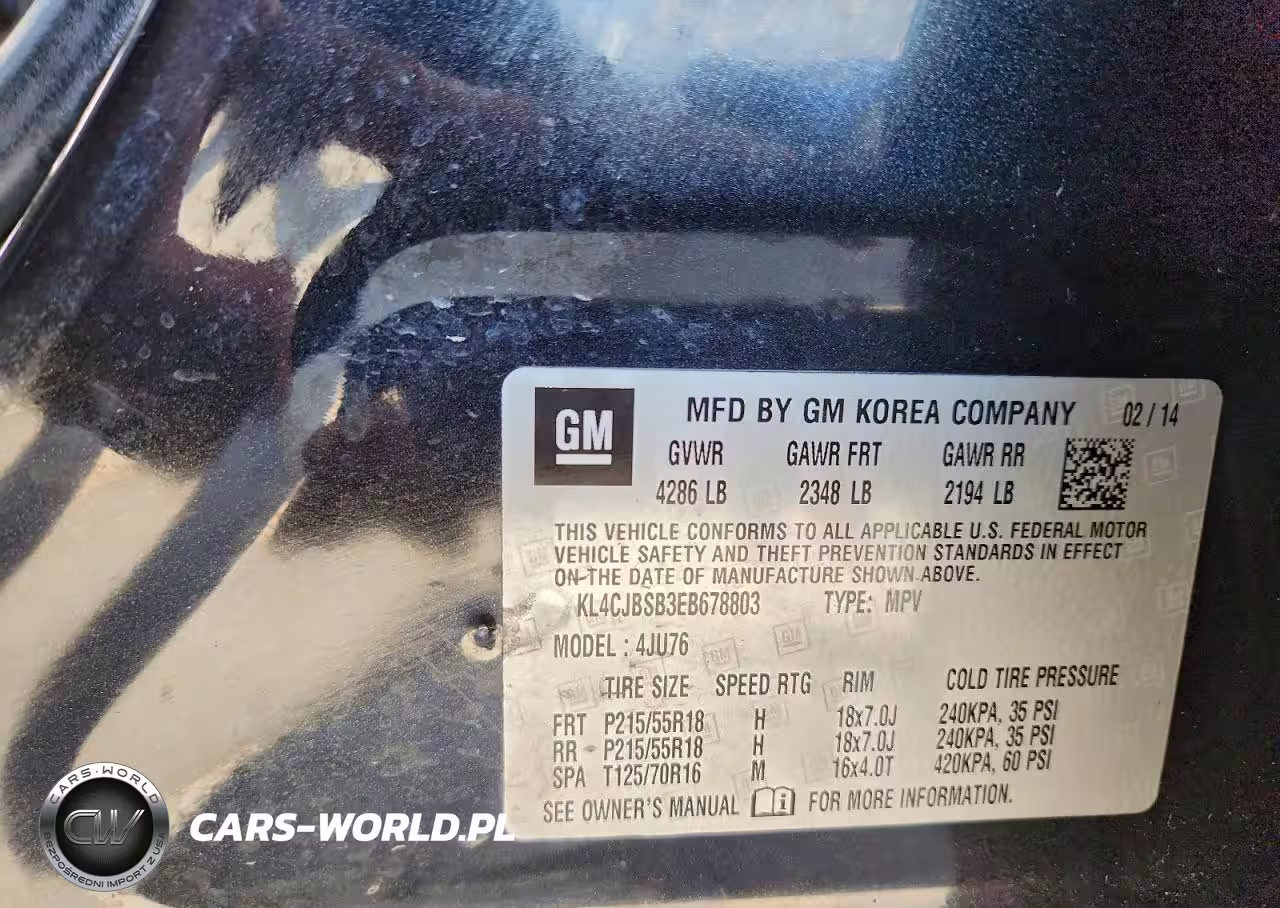 GM
MFD BY GM KOREA COMPANY 02/14
GVWR GAWR FRT GAWR RR
4286 LB 2348 LB 2194 LB
THIS VEHICLE CONFORMS TO ALL APPLICABLE U.S. FEDERAL MOTOR
VEHICLE SAFETY AND THEFT PREVENTION STANDARDS IN EFFECT
ON THE DATE OF MANUFACTURE SHOWN ABOVE.
KL4CJBSB3EB678803 TYPE: MPV
MODEL : 4JU76
TIRE SIZE SPEED RTG RIM COLD TIRE PRESSURE
FRT P215/55R18 H 18x7.0J 240KPA, 35 PSI
RR P215/55R18 H 18x7.0J 240KPA, 35 PSI
SPA T125/70R16 M 16x4.0T 420KPA, 60 PSI
SEE OWNER'S MANUAL i FOR MORE INFORMATION.
CARS-WORLD
CW
BEZPOŚREDNI IMPORT Z USA
CARS-WORLD.PL